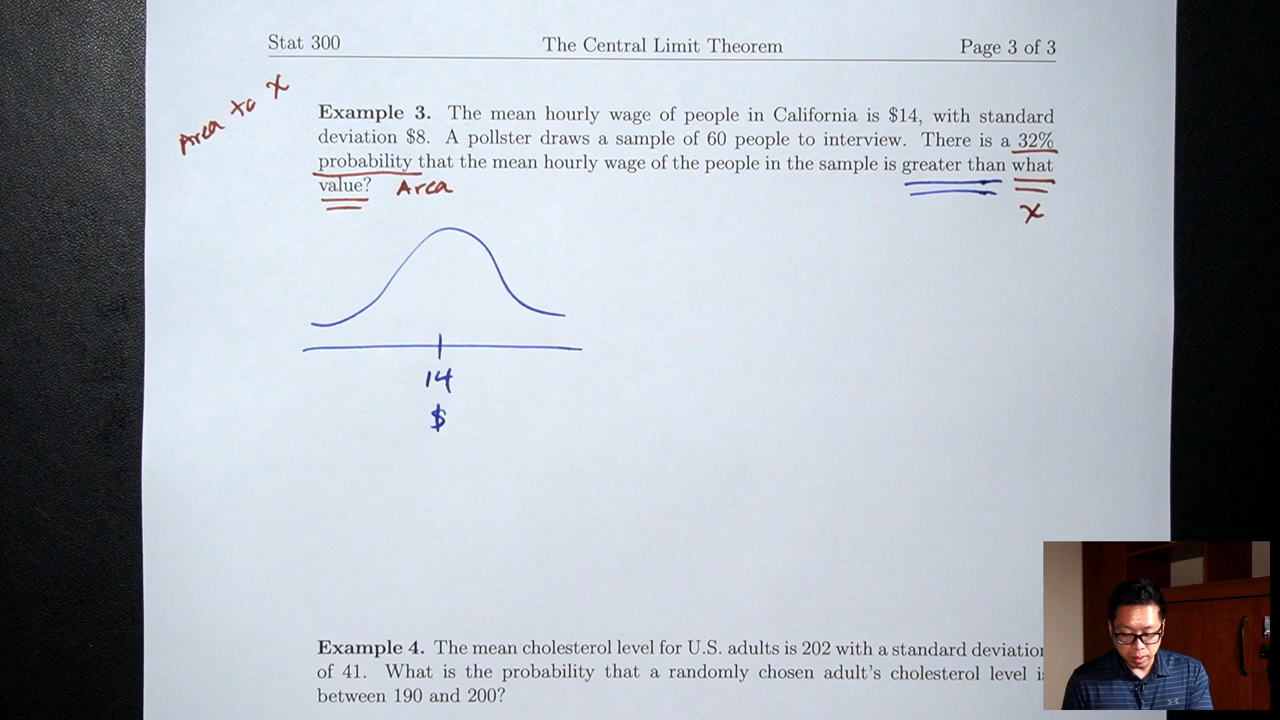 Stat 300 The Central Limit Theorem Page 3 of 3
Area to x
Example 3. The mean hourly wage of people in California is $14, with standard
deviation $8. A pollster draws a sample of 60 people to interview. There is a 32%
probability that the mean hourly wage of the people in the sample is greater than what
value? Area
x
14
$
Example 4. The mean cholesterol level for U.S. adults is 202 with a standard deviation
of 41. What is the probability that a randomly chosen adult's cholesterol level
between 190 and 200?